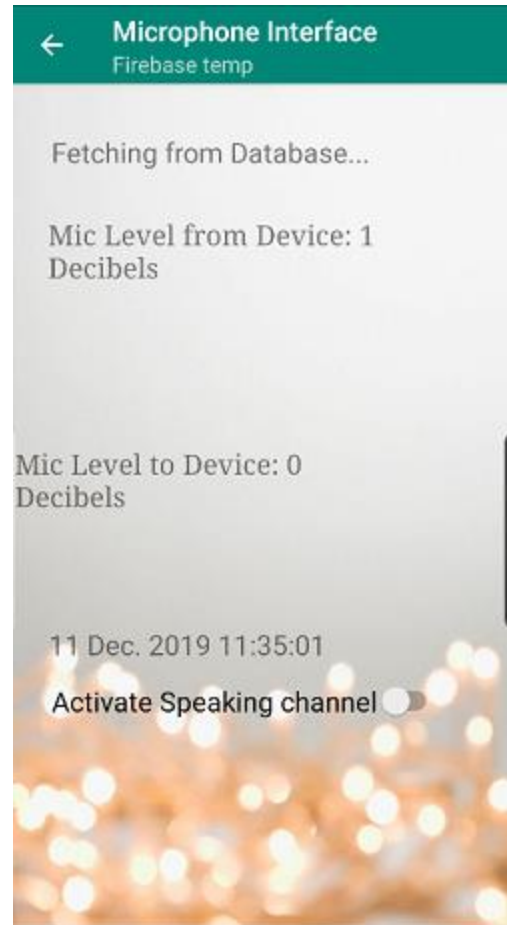 Microphone Interface
Firebase temp
Fetching from Database...
Mic Level from Device: 1
Decibels
Mic Level to Device: 0
Decibels
11 Dec. 2019 11:35:01
Activate Speaking channel